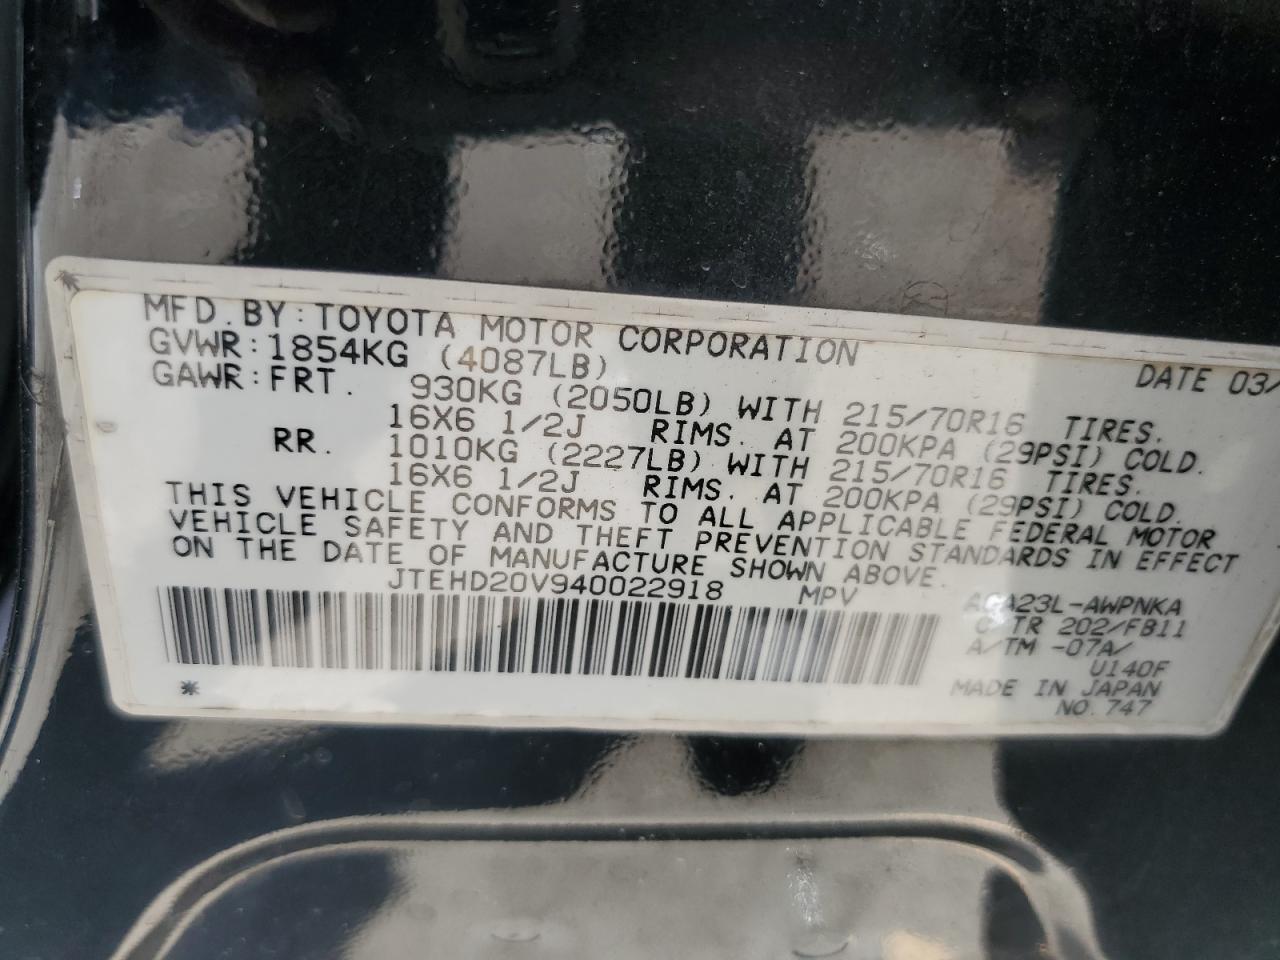 MFD. BY: TOYOTA MOTOR CORPORATION DATE 03/
GVWR: 1854KG (4087LB)
GAWR: FRT. 930KG (2050LB) WITH 215/70R16 TIRES.
16X6 1/2J RIMS. AT 200KPA (29PSI) COLD.
RR. 1010KG (2227LB) WITH 215/70R16 TIRES.
16X6 1/2J RIMS. AT 200KPA (29PSI) COLD.
THIS VEHICLE CONFORMS TO ALL APPLICABLE FEDERAL MOTOR
VEHICLE SAFETY AND THEFT PREVENTION STANDARDS IN EFFECT
ON THE DATE OF MANUFACTURE SHOWN ABOVE.
JTEHD20V940022918 MPV
TR 202/FB11
A/TM -07A/
U140F
MADE IN JAPAN
NO. 747